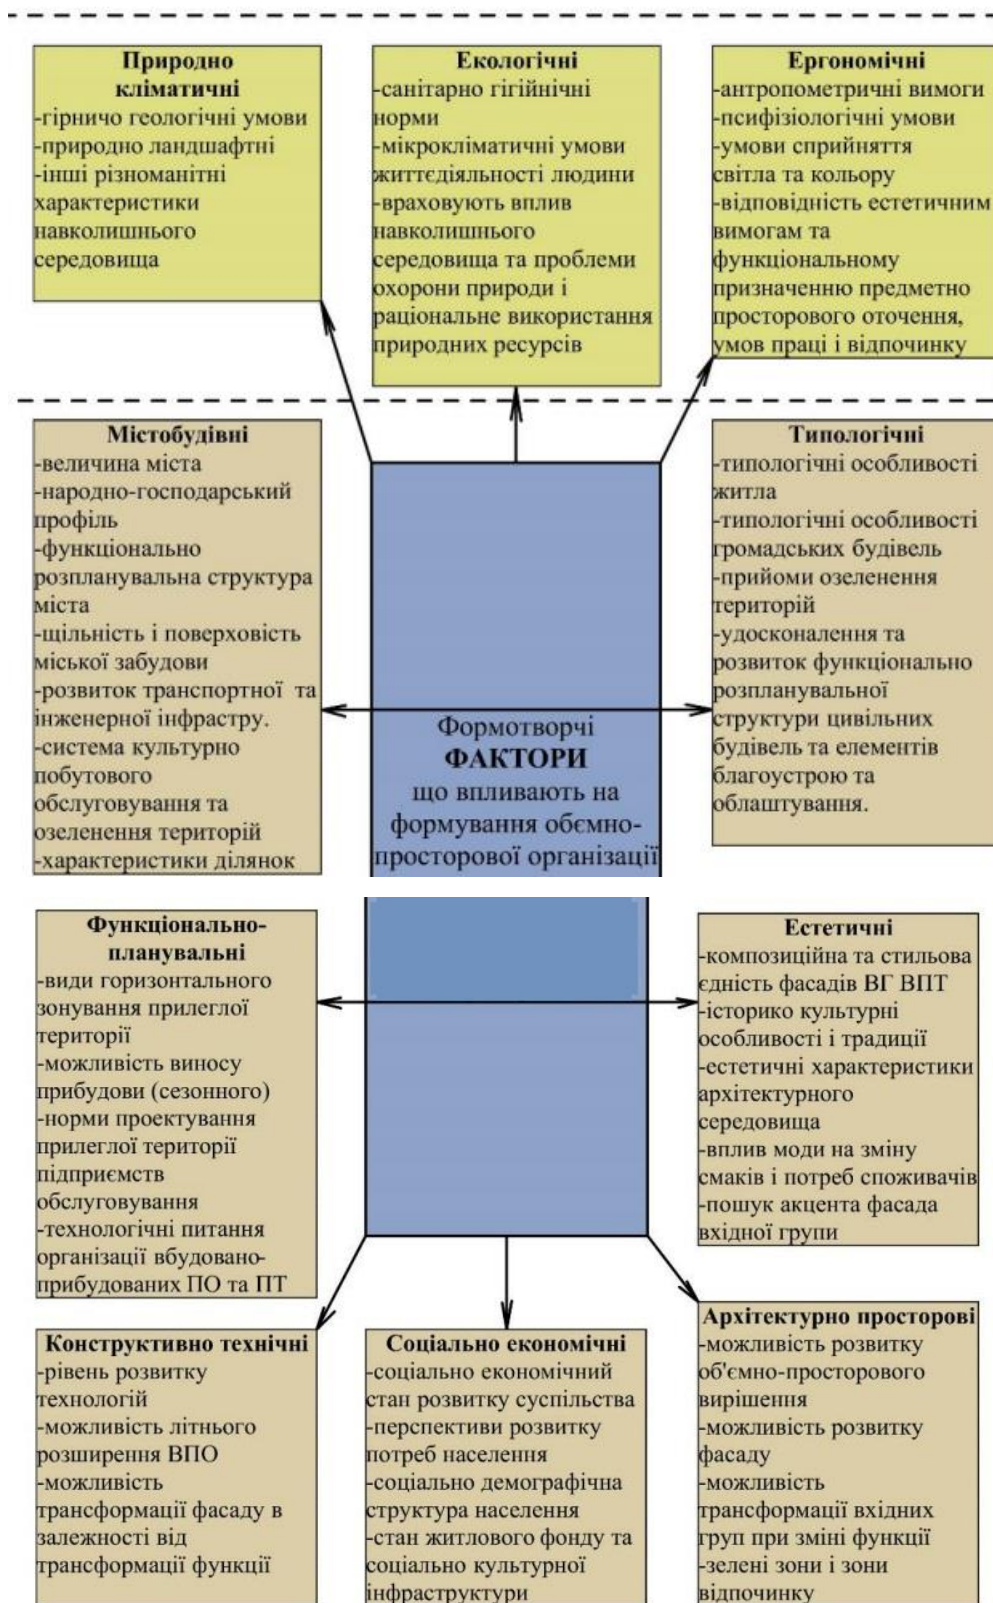 Природно
кліматичні
-гірничо геологічні умови
-природно ландшафтні
-інші різноманітні
характеристики
навколишнього
середовища
Екологічні
-санітарно гігійнічні
норми
-мікрокліматичні умови
життєдіяльності людини
-враховують вплив
навколишнього
середовища та проблеми
охорони природи і
раціональне використання
природних ресурсів
Ергономічні
-антропометричні вимоги
-псифізіологічні умови
-умови сприйняття
світла та кольору
-відповідність естетичним
вимогам та
функціональному
призначенню предметно
просторового оточення,
умов праці і відпочинку
Містобудівні
-величина міста
-народно-господарський
профіль
-функціонально
розпланувальна структура
міста
-щільність і поверховість
міської забудови
-розвиток транспортної та
інженерної інфрастру.
-система культурно
побутового
обслуговування та
озеленення територій
-характеристики ділянок
Формотворчі
ФАКТОРИ
що впливають на
формування обємно-
просторової організації
Типологічні
-типологічні особливості
житла
-типологічні особливості
громадських будівель
-прийоми озеленення
територій
-удосконалення та
розвиток функціонально
розпланувальної
структури цивільних
будівель та елементів
благоустрою та
облаштування.
Функціонально-
планувальні
-види горизонтального
зонування прилеглої
території
-можливість виносу
прибудови (сезонного)
-норми проектування
прилеглої території
підприємств
обслуговування
-технологічні питання
організації вбудовано-
прибудованих ПО та ПТ
Естетичні
-композиційна та стильова
єдність фасадів ВГ ВПТ
-історико культурні
особливості і традиції
-естетичні характеристики
архітектурного
середовища
-вплив моди на зміну
смаків і потреб споживачів
-пошук акцента фасада
вхідної групи
Конструктивно технічні
-рівень розвитку
технологій
-можливість літнього
розширення ВПО
-можливість
трансформації фасаду в
залежності від
трансформації функції
Соціально економічні
-соціально економічний
стан розвитку суспільства
-перспективи розвитку
потреб населення
-соціально демографічна
структура населення
-стан житлового фонду та
соціально культурної
інфраструктури
Архітектурно просторові
-можливість розвитку
об'ємно-просторового
вирішення
-можливість розвитку
фасаду
-можливість
трансформації вхідних
груп при зміні функції
-зелені зони і зони
відпочинку